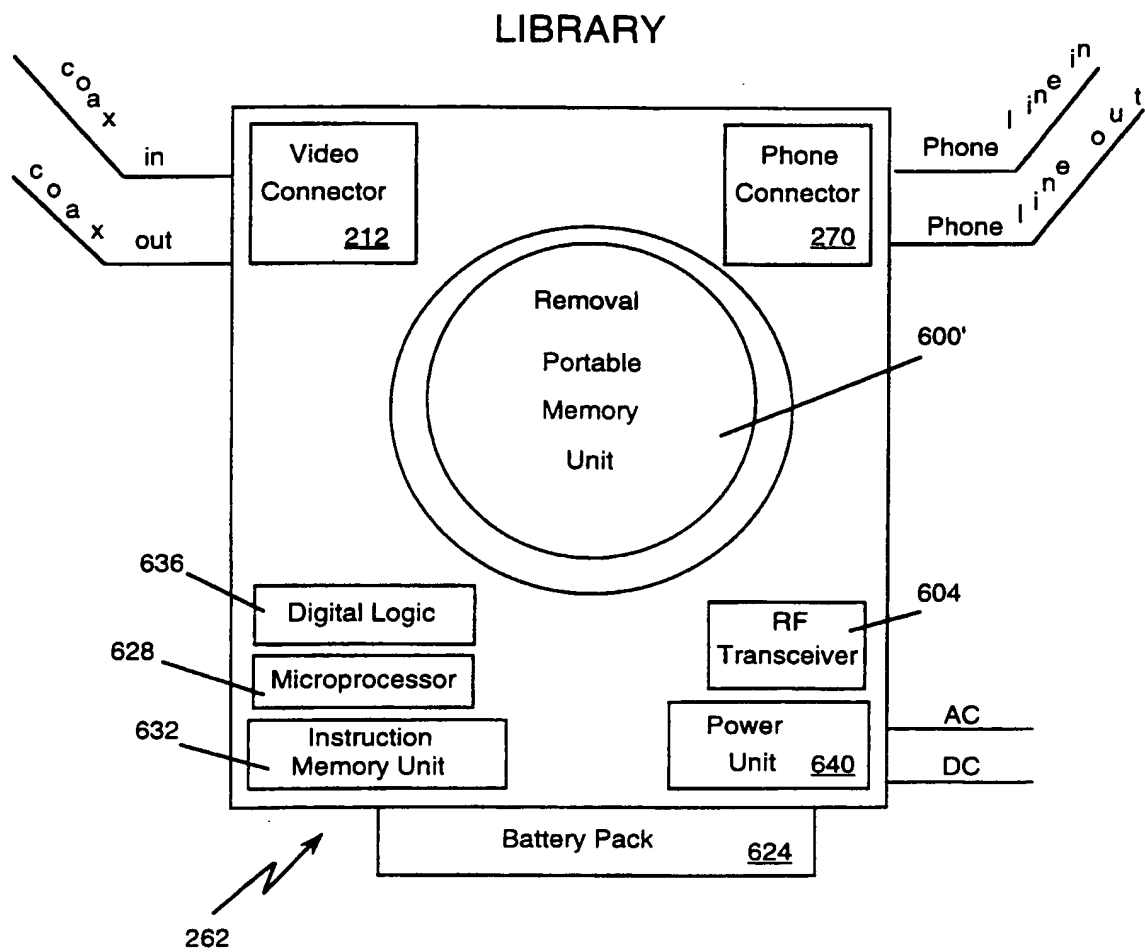 LIBRARY
coax in
coax out
Video
Connector
212
Phone
Connector
270
Phone line in
Phone line out
Removal
Portable
Memory
Unit
600'
636
Digital Logic
628
Microprocessor
632
Instruction
Memory Unit
604
RF
Transceiver
Power
Unit 640
AC
DC
Battery Pack 624
262